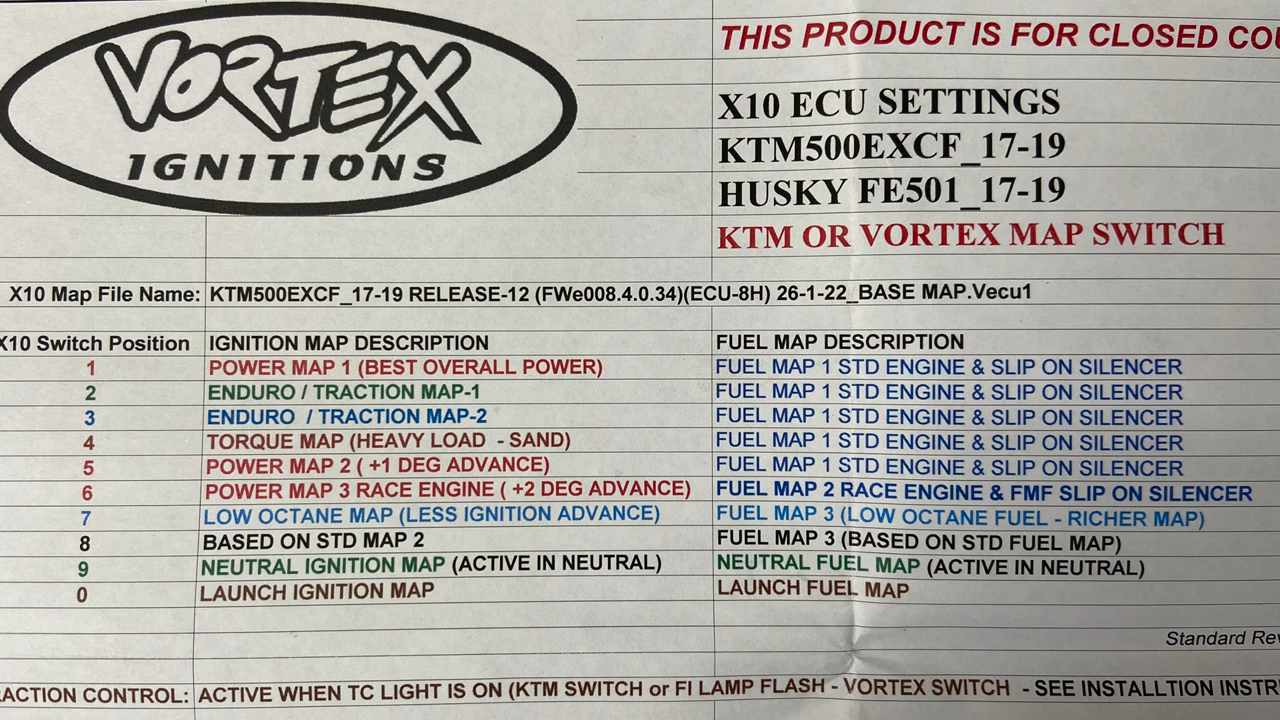 VORTEX
IGNITIONS
THIS PRODUCT IS FOR CLOSED
X10 ECU SETTINGS
KTM500EXCF_17-19
HUSKY FE501_17-19
KTM OR VORTEX MAP SWITCH
X10 Map File Name: KTM500EXCF_17-19 RELEASE-12 (FWe008.4.0.34)(ECU-8H) 26-1-22_BASE MAP.Vecu1
X10 Switch Position IGNITION MAP DESCRIPTION FUEL MAP DESCRIPTION
1 POWER MAP 1 (BEST OVERALL POWER) FUEL MAP 1 STD ENGINE & SLIP ON SILENCER
2 ENDURO / TRACTION MAP-1 FUEL MAP 1 STD ENGINE & SLIP ON SILENCER
3 ENDURO / TRACTION MAP-2 FUEL MAP 1 STD ENGINE & SLIP ON SILENCER
4 TORQUE MAP (HEAVY LOAD - SAND) FUEL MAP 1 STD ENGINE & SLIP ON SILENCER
5 POWER MAP 2 ( +1 DEG ADVANCE) FUEL MAP 1 STD ENGINE & SLIP ON SILENCER
6 POWER MAP 3 RACE ENGINE ( +2 DEG ADVANCE) FUEL MAP 2 RACE ENGINE & FMF SLIP ON SILENCER
7 LOW OCTANE MAP (LESS IGNITION ADVANCE) FUEL MAP 3 (LOW OCTANE FUEL - RICHER MAP)
8 BASED ON STD MAP 2 FUEL MAP 3 (BASED ON STD FUEL MAP)
9 NEUTRAL IGNITION MAP (ACTIVE IN NEUTRAL) NEUTRAL FUEL MAP (ACTIVE IN NEUTRAL)
0 LAUNCH IGNITION MAP LAUNCH FUEL MAP
Standard
CONTROL: ACTIVE WHEN TC LIGHT IS ON (KTM SWITCH or FI LAMP FLASH - VORTEX SWITCH - SEE INSTALLTION